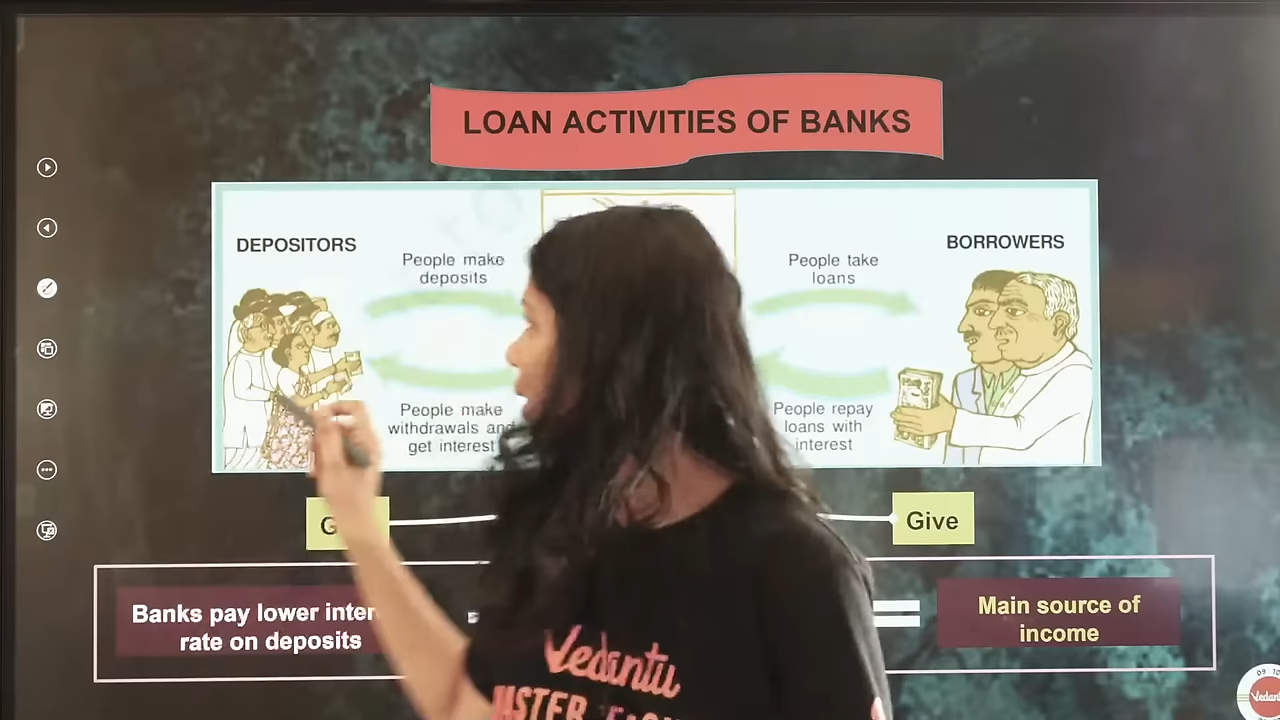 LOAN ACTIVITIES OF BANKS
DEPOSITORS
People make
deposits
People take
loans
BORROWERS
People make
withdrawals and
get interest
People repay
loans with
interest
Give
Banks pay lower
rate on deposits
Main source of
income
Vedantu